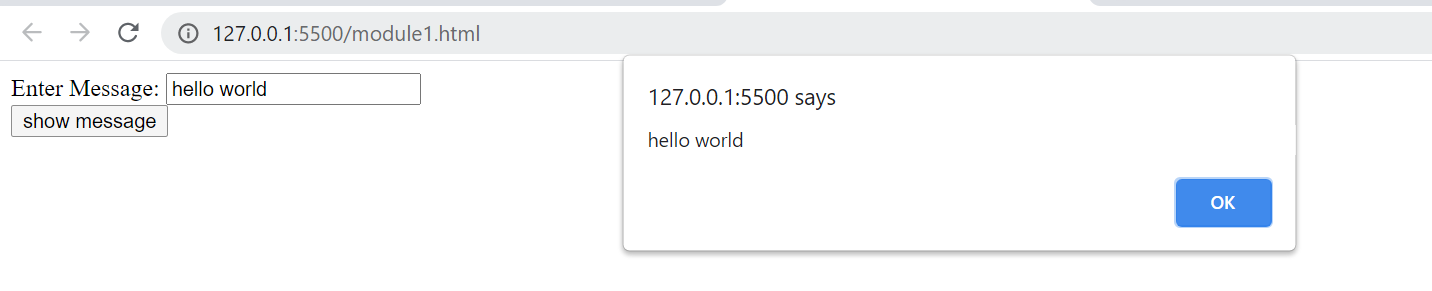 127.0.0.1:5500/module1.html
Enter Message: hello world
show message
127.0.0.1:5500 says
hello world
OK